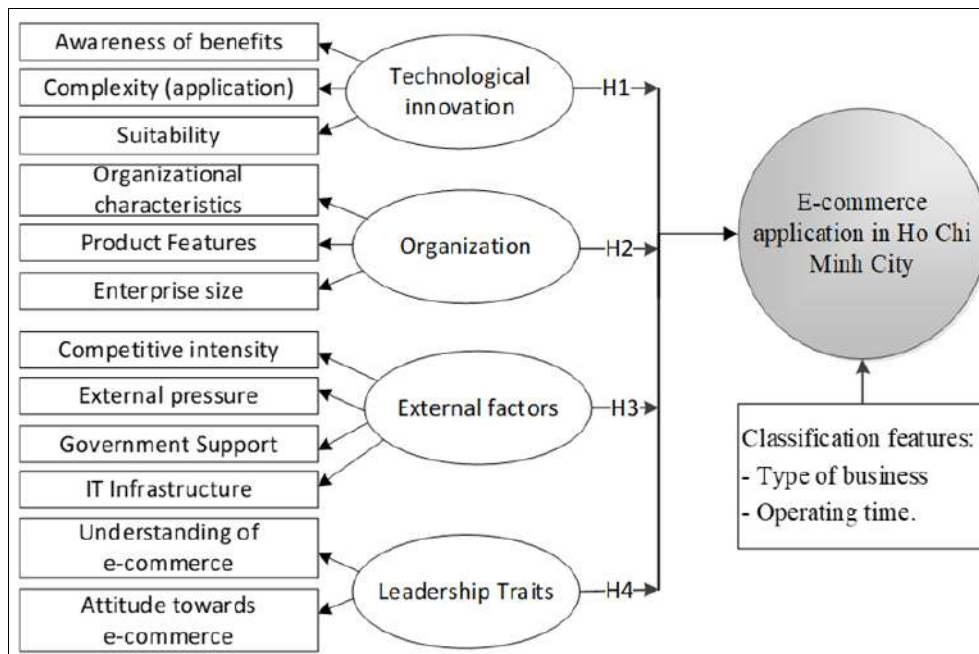 Awareness of benefits
Complexity (application)
Suitability
Technological
innovation
H1
Organizational
characteristics
Product Features
Enterprise size
Organization
H2
Competitive intensity
External pressure
Government Support
IT Infrastructure
External factors
H3
Understanding of
e-commerce
Attitude towards
e-commerce
Leadership Traits
H4
E-commerce
application in Ho Chi
Minh City
Classification features:
- Type of business
- Operating time.